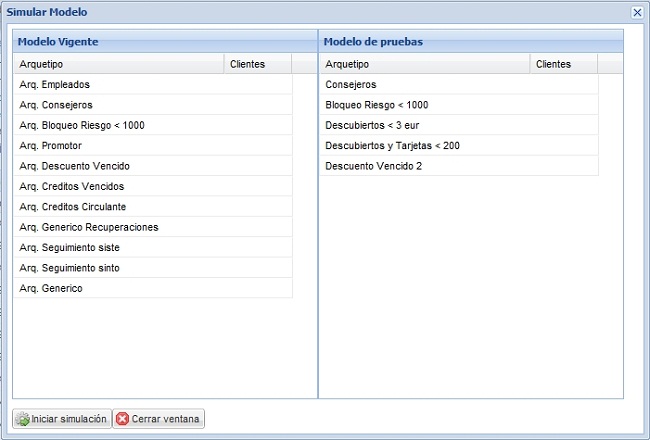 Simular Modelo
Modelo Vigente
Arquetipo Clientes
Arq. Empleados
Arq. Consejeros
Arq. Bloqueo Riesgo < 1000
Arq. Promotor
Arq. Descuento Vencido
Arq. Creditos Vencidos
Arq. Creditos Circulante
Arq. Generico Recuperaciones
Arq. Seguimiento siste
Arq. Seguimiento sinto
Arq. Generico
Modelo de pruebas
Arquetipo Clientes
Consejeros
Bloqueo Riesgo < 1000
Descubiertos < 3 eur
Descubiertos y Tarjetas < 200
Descuento Vencido 2
Iniciar simulación Cerrar ventana